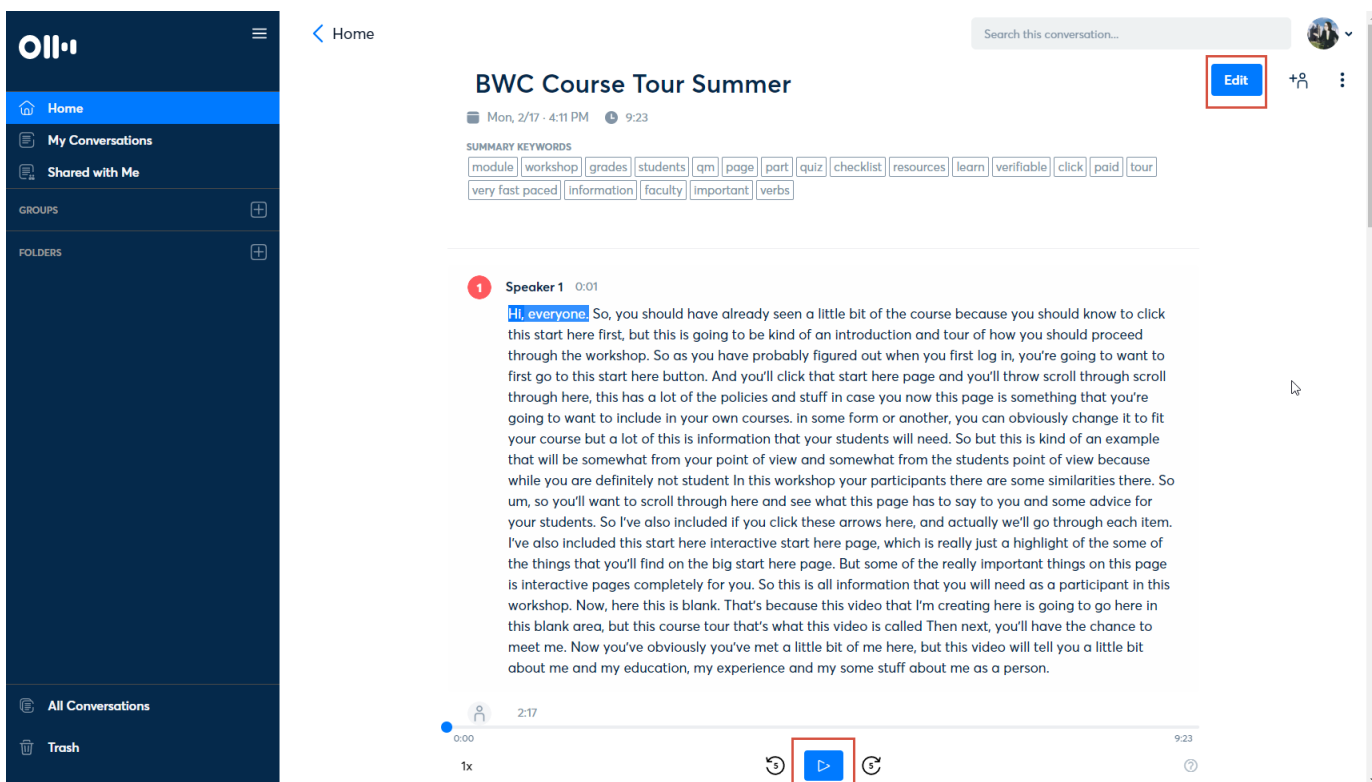 Home
My Conversations
Shared with Me
GROUPS
FOLDERS
All Conversations
Trash
Home
Search this conversation...
BWC Course Tour Summer
Edit
Mon, 2/17 · 4:11 PM 9:23
SUMMARY KEYWORDS
module workshop grades students qm page part quiz checklist resources learn verifiable click paid tour
very fast paced information faculty important verbs
1 Speaker 1 0:01
Hi, everyone. So, you should have already seen a little bit of the course because you should know to click
this start here first, but this is going to be kind of an introduction and tour of how you should proceed
through the workshop. So as you have probably figured out when you first log in, you're going to want to
first go to this start here button. And you'll click that start here page and you'll throw scroll through scroll
through here, this has a lot of the policies and stuff in case you now this page is something that you're
going to want to include in your own courses. in some form or another, you can obviously change it to fit
your course but a lot of this is information that your students will need. So but this is kind of an example
that will be somewhat from your point of view and somewhat from the students point of view because
while you are definitely not student In this workshop your participants there are some similarities there. So
um, so you'll want to scroll through here and see what this page has to say to you and some advice for
your students. So I've also included if you click these arrows here, and actually we'll go through each item.
I've also included this start here interactive start here page, which is really just a highlight of the some of
the things that you'll find on the big start here page. But some of the really important things on this page
is interactive pages completely for you. So this is all information that you will need as a participant in this
workshop. Now, here this is blank. That's because this video that I'm creating here is going to go here in
this blank area, but this course tour that's what this video is called Then next, you'll have the chance to
meet me. Now you've obviously you've met a little bit of me here, but this video will tell you a little bit
about me and my education, my experience and my some stuff about me as a person.
2:17
0:00 9:23
1x 5 5